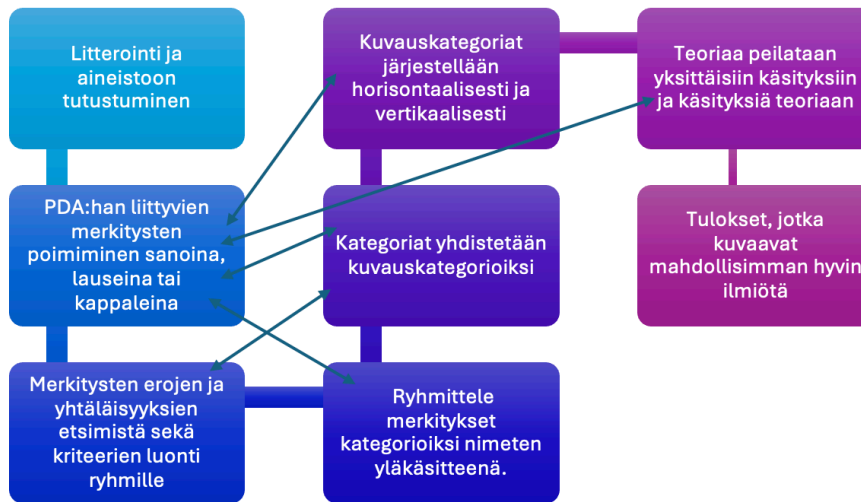 Litterointi ja
aineistoon
tutustuminen
PDA:han liittyvien
merkitysten
poimiminen sanoina,
lauseina tai
kappaleina
Merkitysten erojen ja
yhtäläisyyksien
etsimistä sekä
kriteerien luonti
ryhmille
Ryhmittele
merkitykset
kategorioiksi nimeten
yläkäsitteenä.
Kategoriat yhdistetään
kuvauskategorioiksi
Kuvauskategoriat
järjestellään
horisontaalisesti ja
vertikaalisesti
Teoriaa peilataan
yksittäisiin käsityksiin
ja käsityksiä teoriaan
Tulokset, jotka
kuvaavat
mahdollisimman hyvin
ilmiötä